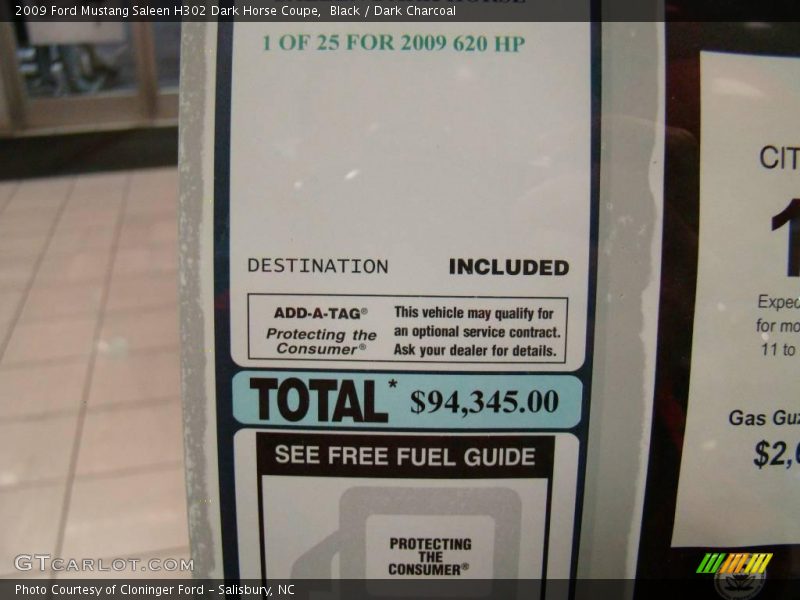 2009 Ford Mustang Saleen H302 Dark Horse Coupe, Black / Dark Charcoal
1 OF 25 FOR 2009 620 HP
DESTINATION INCLUDED
ADD-A-TAG®
Protecting the
Consumer®
This vehicle may qualify for
an optional service contract.
Ask your dealer for details.
TOTAL* $94,345.00
SEE FREE FUEL GUIDE
PROTECTING
THE
CONSUMER®
CIT
1
Expec
for mo
11 to
Gas Guz
$2,
GTcarlot.com
Photo Courtesy of Cloninger Ford - Salisbury, NC